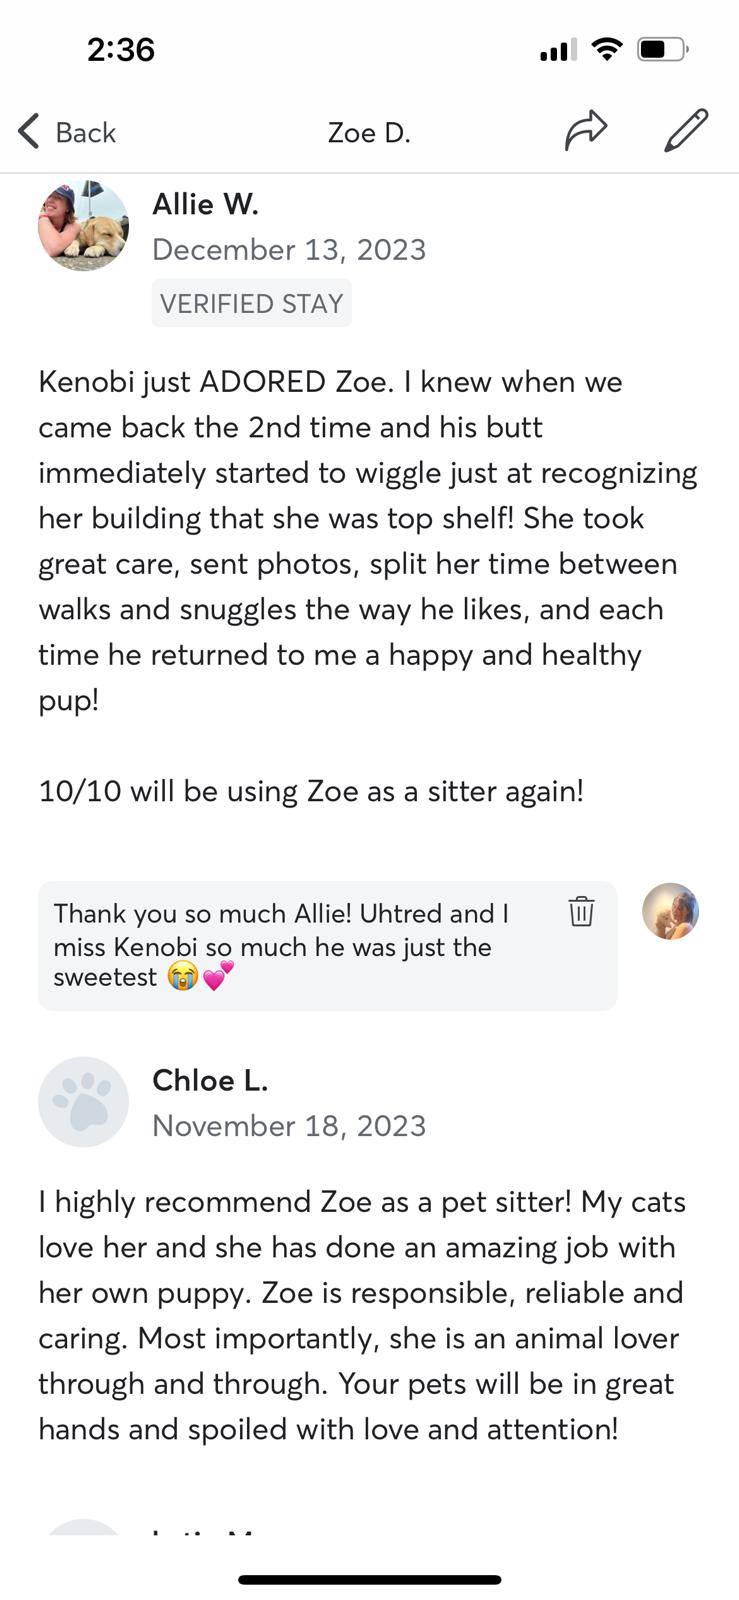 2:36
Back
Zoe D.
Allie W.
December 13, 2023
VERIFIED STAY
Kenobi just ADORED Zoe. I knew when we
came back the 2nd time and his butt
immediately started to wiggle just at recognizing
her building that she was top shelf! She took
great care, sent photos, split her time between
walks and snuggles the way he likes, and each
time he returned to me a happy and healthy
pup!
10/10 will be using Zoe as a sitter again!
Thank you so much Allie! Uhtred and I
miss Kenobi so much he was just the
sweetest 😭💕
Chloe L.
November 18, 2023
I highly recommend Zoe as a pet sitter! My cats
love her and she has done an amazing job with
her own puppy. Zoe is responsible, reliable and
caring. Most importantly, she is an animal lover
through and through. Your pets will be in great
hands and spoiled with love and attention!